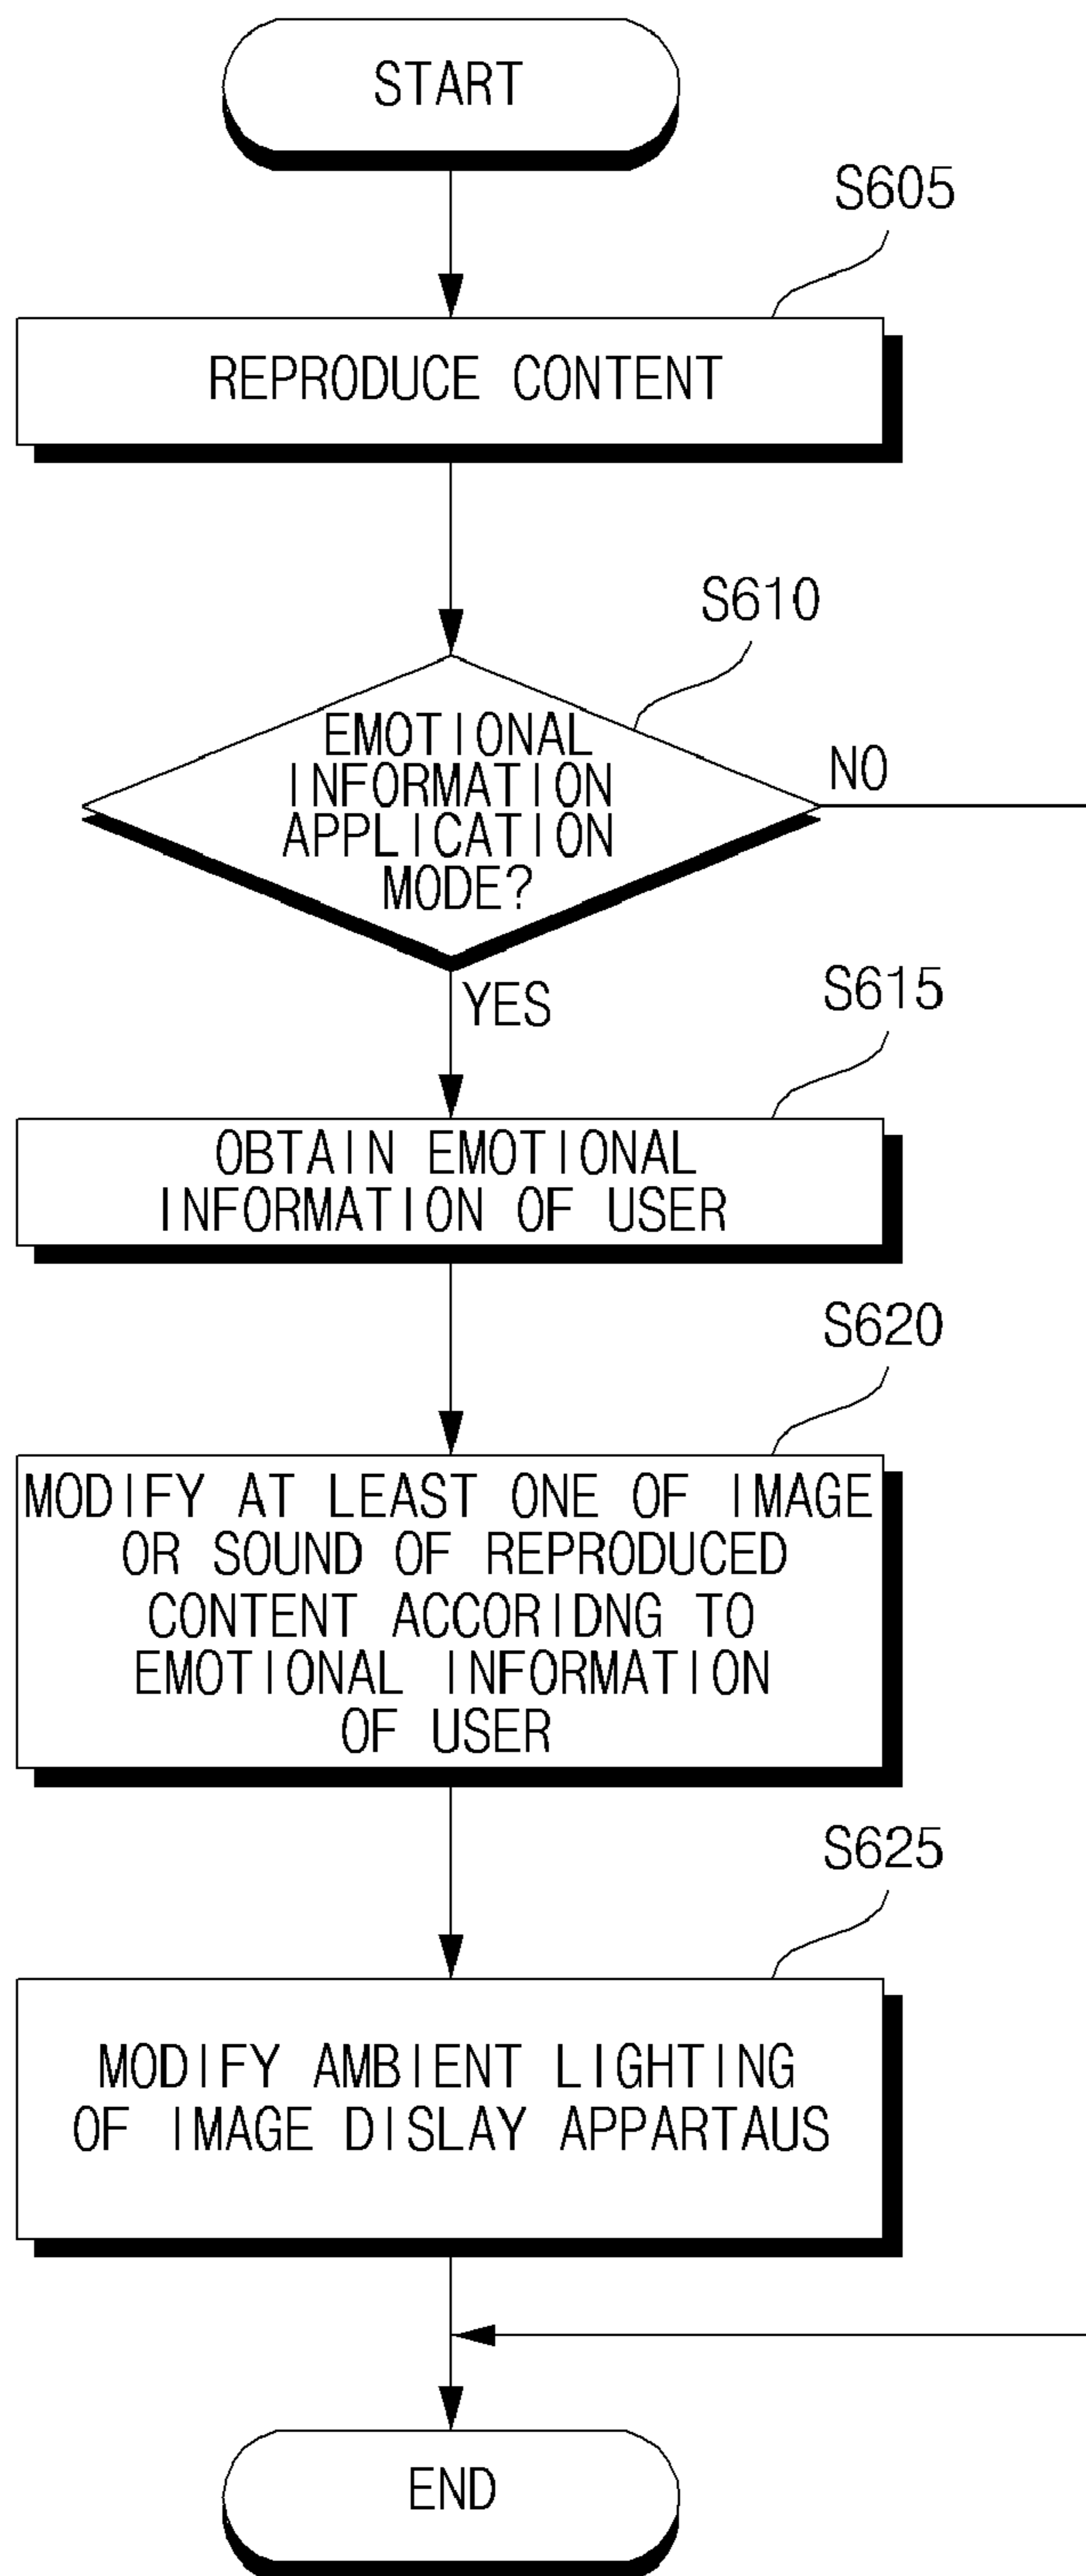 START
S605
REPRODUCE CONTENT
S610
EMOTIONAL
INFORMATION
APPLICATION
MODE?
NO
YES
S615
OBTAIN EMOTIONAL
INFORMATION OF USER
S620
MODIFY AT LEAST ONE OF IMAGE
OR SOUND OF REPRODUCED
CONTENT ACCORIDNG TO
EMOTIONAL INFORMATION
OF USER
S625
MODIFY AMBIENT LIGHTING
OF IMAGE DISLAY APPARTAUS
END